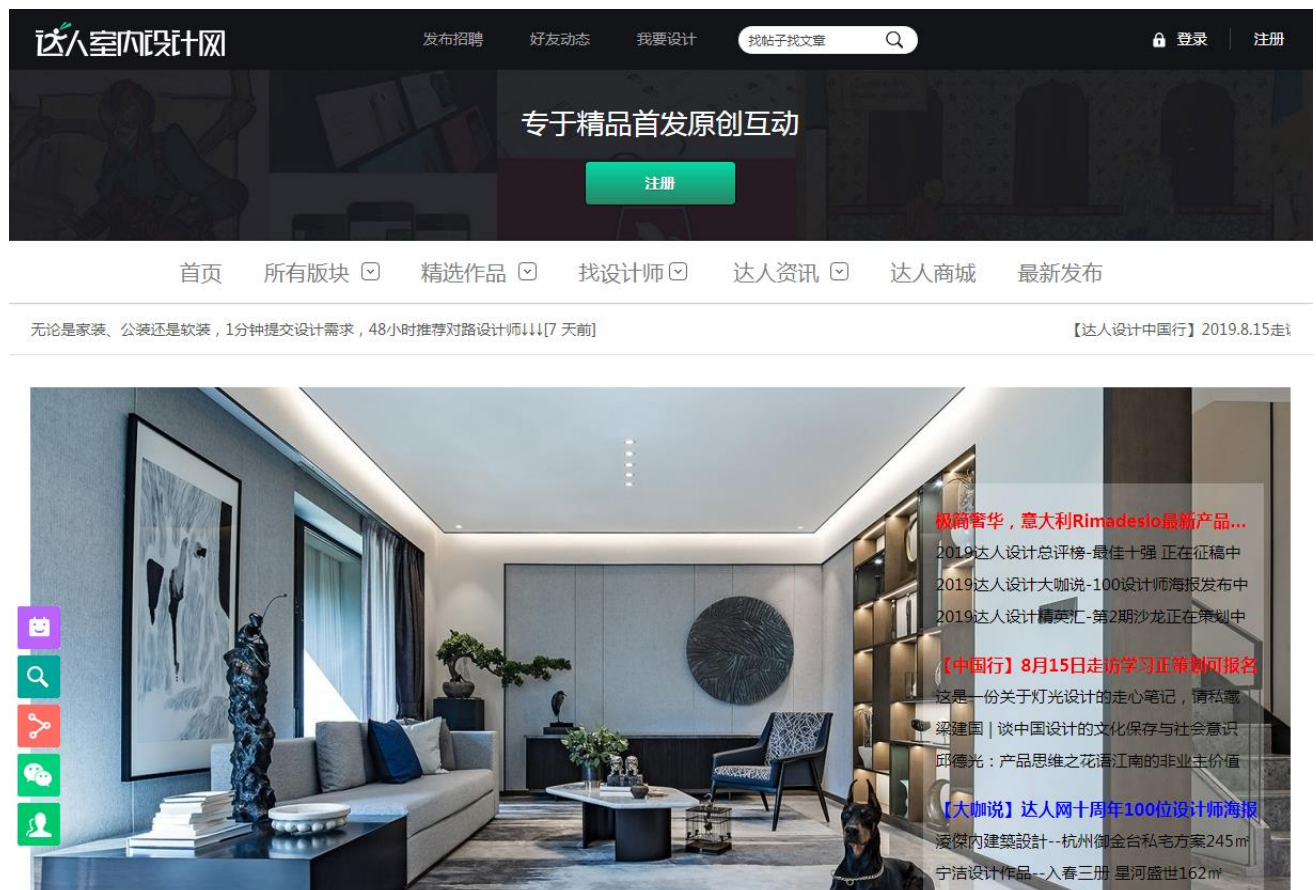 达人室内设计网
发布招聘 好友动态 我要设计 找帖子找文章 登录 注册
专于精品首发原创互动
注册
首页 所有版块 精选作品 找设计师 达人资讯 达人商城 最新发布
无论是家装、公装还是软装，1分钟提交设计需求，48小时推荐对路设计师↓↓↓[7 天前] 【达人设计中国行】2019.8.15走
极简奢华，意大利Rimadesio最新产品...
2019达人设计总评榜-最佳十强 正在征稿中
2019达人设计大咖说-100设计师海报发布中
2019达人设计精英汇-第2期沙龙正在策划中
【中国行】8月15日走访学习正策划可报名
这是一份关于灯光设计的走心笔记，请私藏
梁建国 | 谈中国设计的文化保存与社会意识
邱德光：产品思维之花语江南的非业主价值
【大咖说】达人网十周年100位设计师海报
凌傑内建築設計--杭州御金台私宅方案245㎡
宁洁设计作品--入春三册 星河盛世162㎡